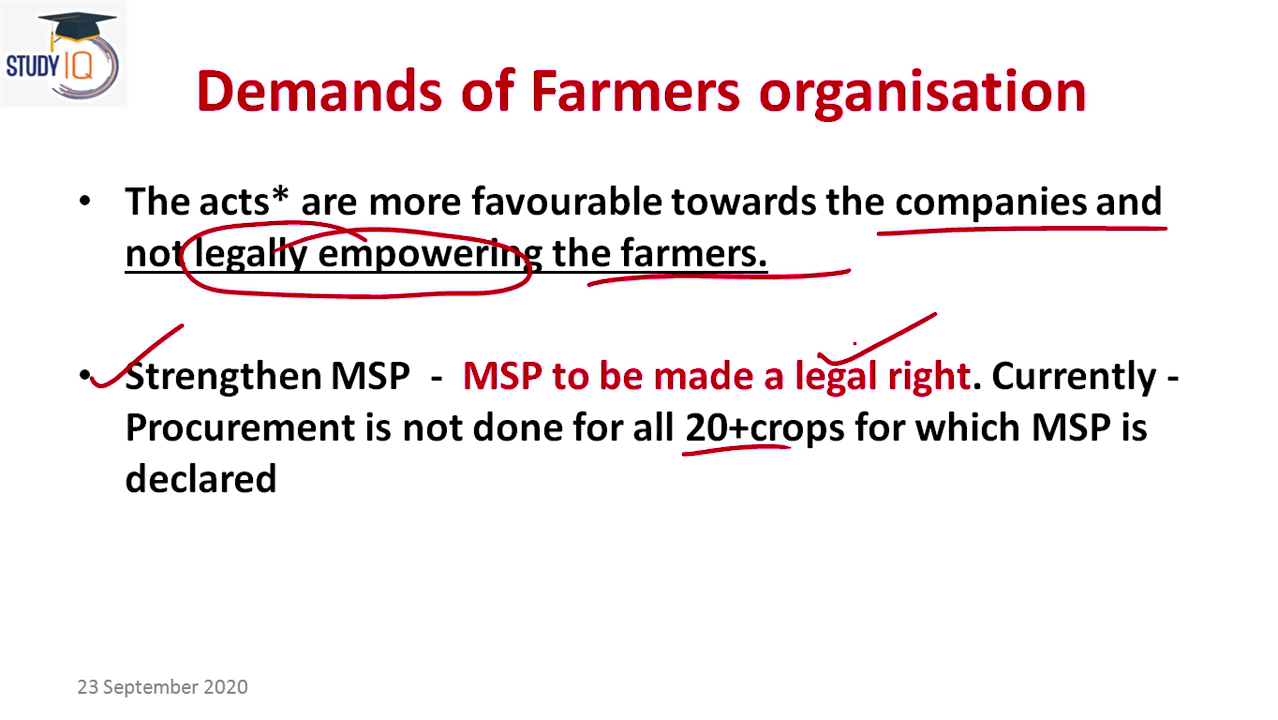 STUDY IQ
Demands of Farmers organisation
• The acts* are more favourable towards the companies and
not legally empowering the farmers.
• Strengthen MSP - MSP to be made a legal right. Currently -
Procurement is not done for all 20+crops for which MSP is
declared
23 September 2020